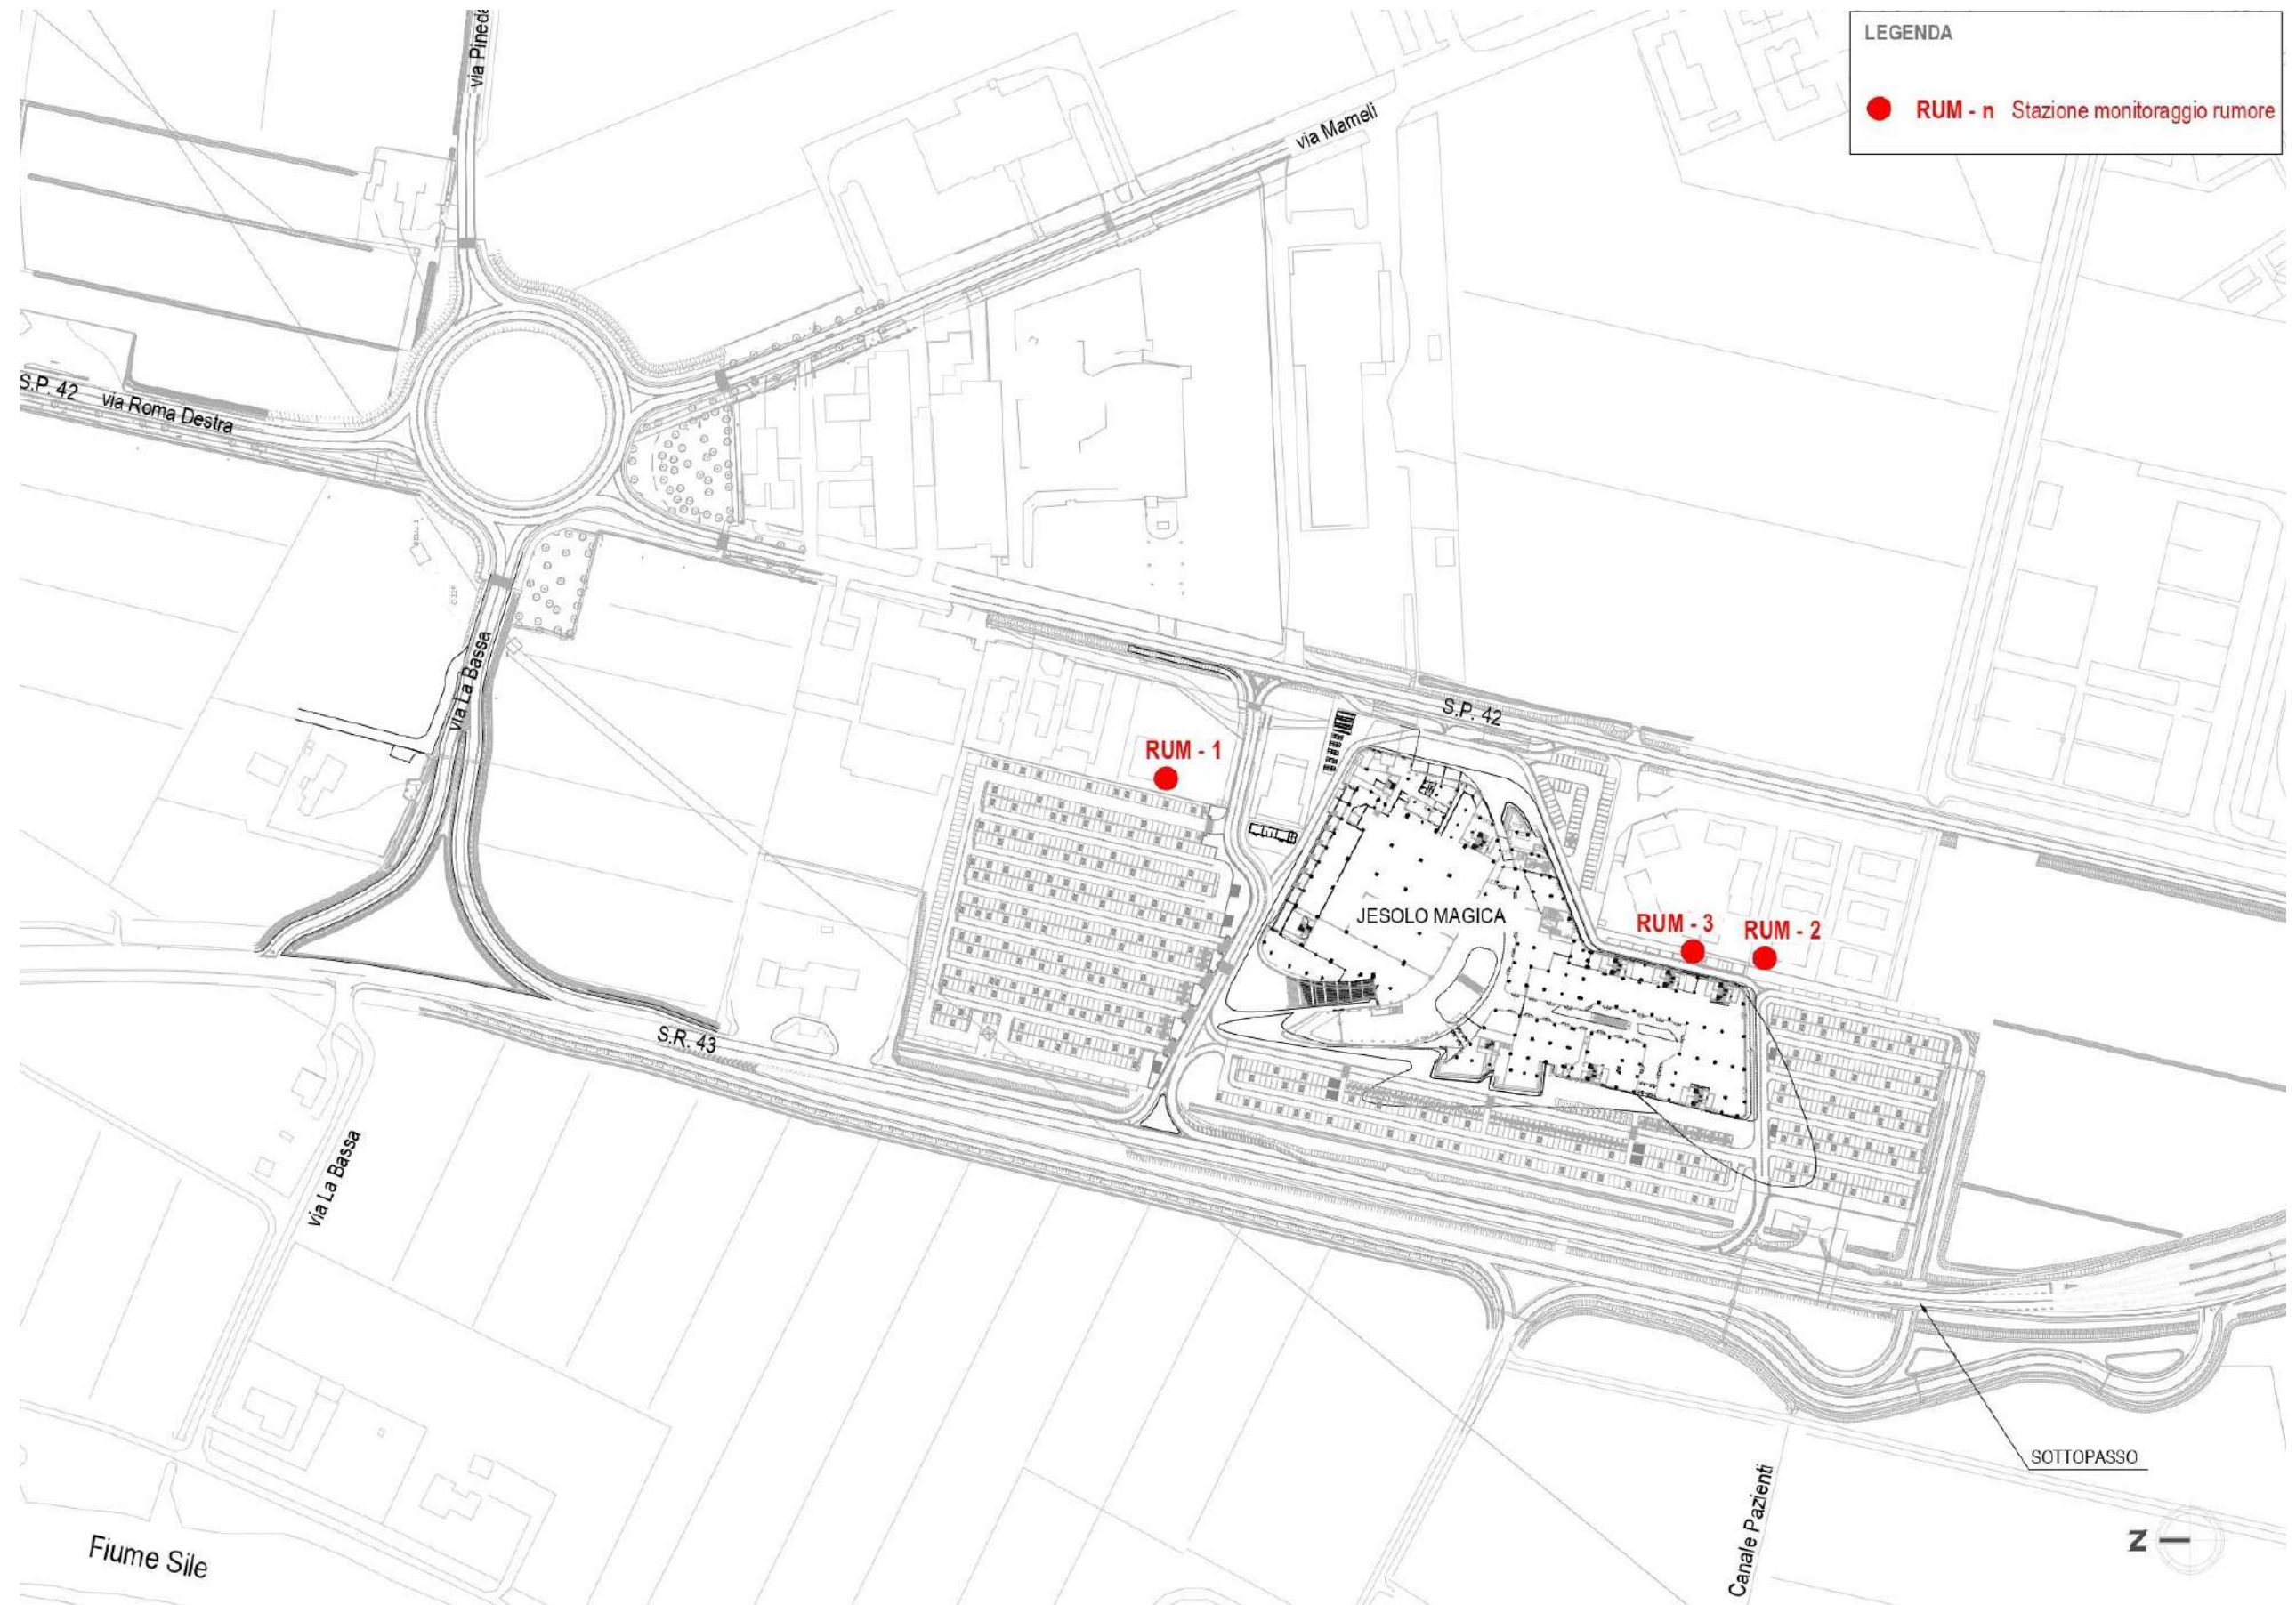 LEGENDA
RUM - n Stazione monitoraggio rumore
via Pineda
via Mameli
S.P. 42 via Roma Destra
via La Bassa
S.P. 42
RUM - 1
JESOLO MAGICA
RUM - 3
RUM - 2
S.R. 43
via La Bassa
SOTTOPASSO
Canale Pazienti
Fiume Sile
N